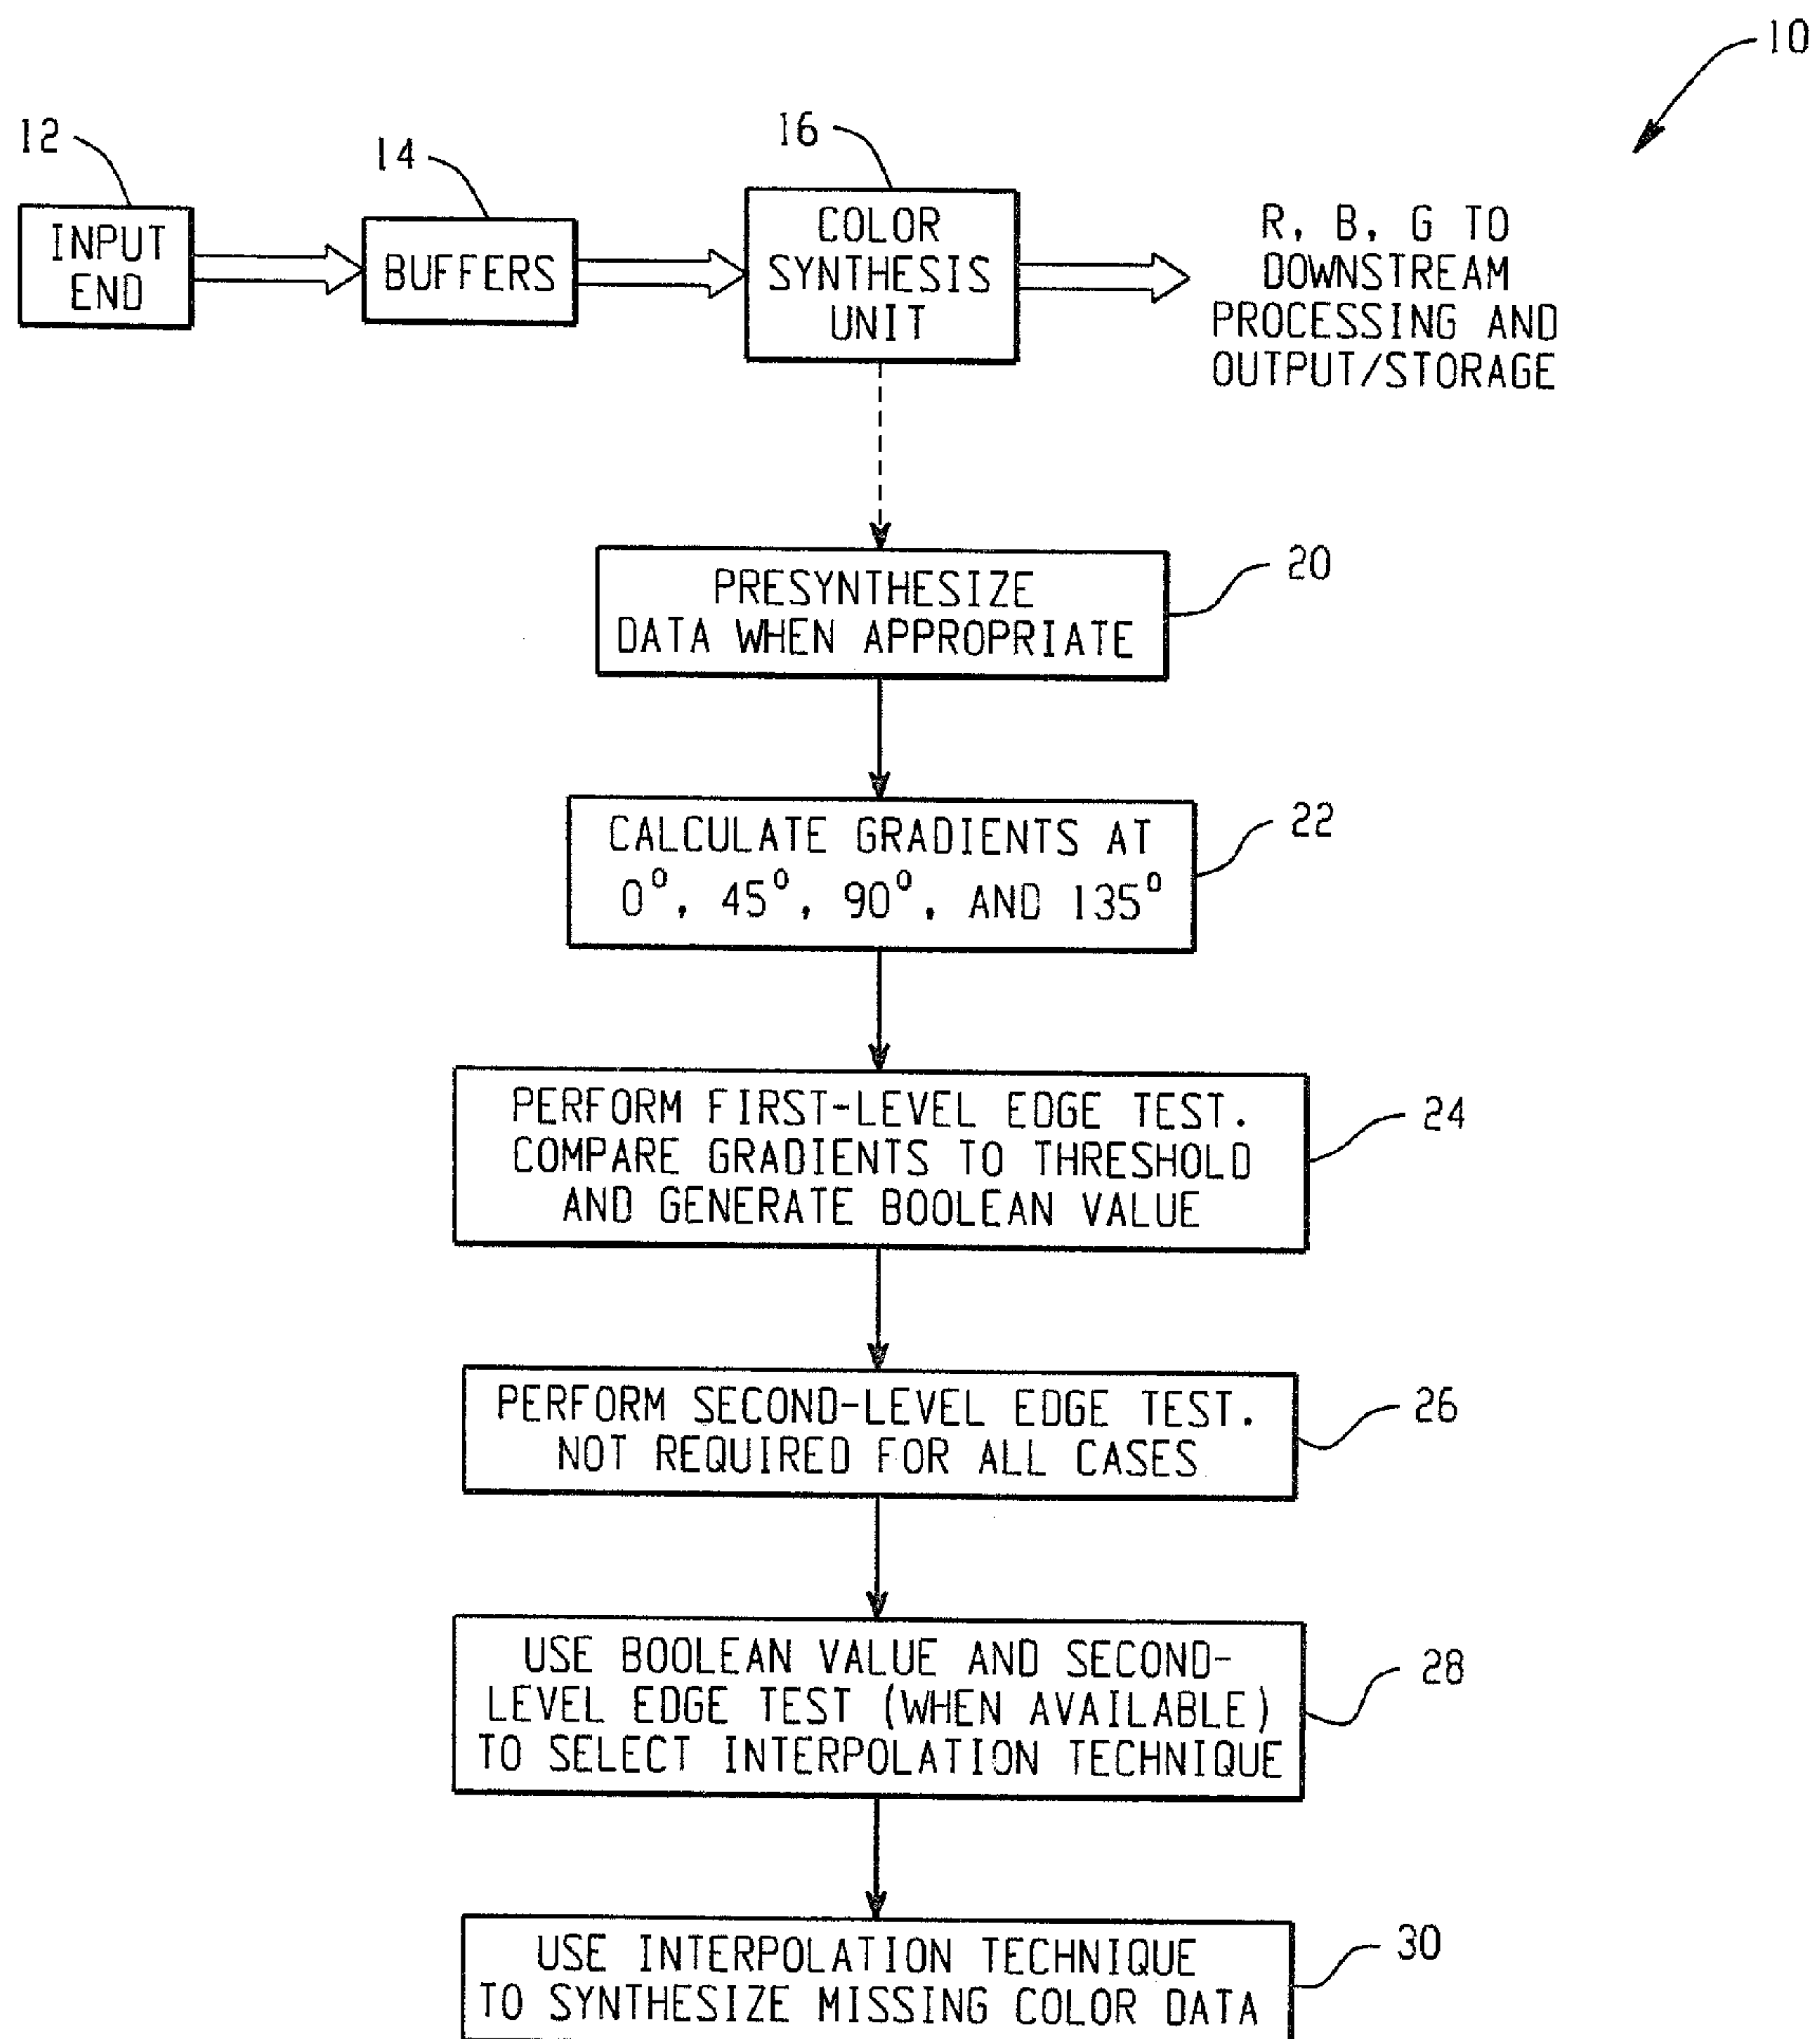 10
12
14
16
INPUT
END
BUFFERS
COLOR
SYNTHESIS
UNIT
R, B, G TO
DOWNSTREAM
PROCESSING AND
OUTPUT/STORAGE
PRESYNTHESIZE
DATA WHEN APPROPRIATE
20
CALCULATE GRADIENTS AT
0°, 45°, 90°, AND 135°
22
PERFORM FIRST-LEVEL EDGE TEST.
COMPARE GRADIENTS TO THRESHOLD
AND GENERATE BOOLEAN VALUE
24
PERFORM SECOND-LEVEL EDGE TEST.
NOT REQUIRED FOR ALL CASES
26
USE BOOLEAN VALUE AND SECOND-
LEVEL EDGE TEST (WHEN AVAILABLE)
TO SELECT INTERPOLATION TECHNIQUE
28
USE INTERPOLATION TECHNIQUE
TO SYNTHESIZE MISSING COLOR DATA
30